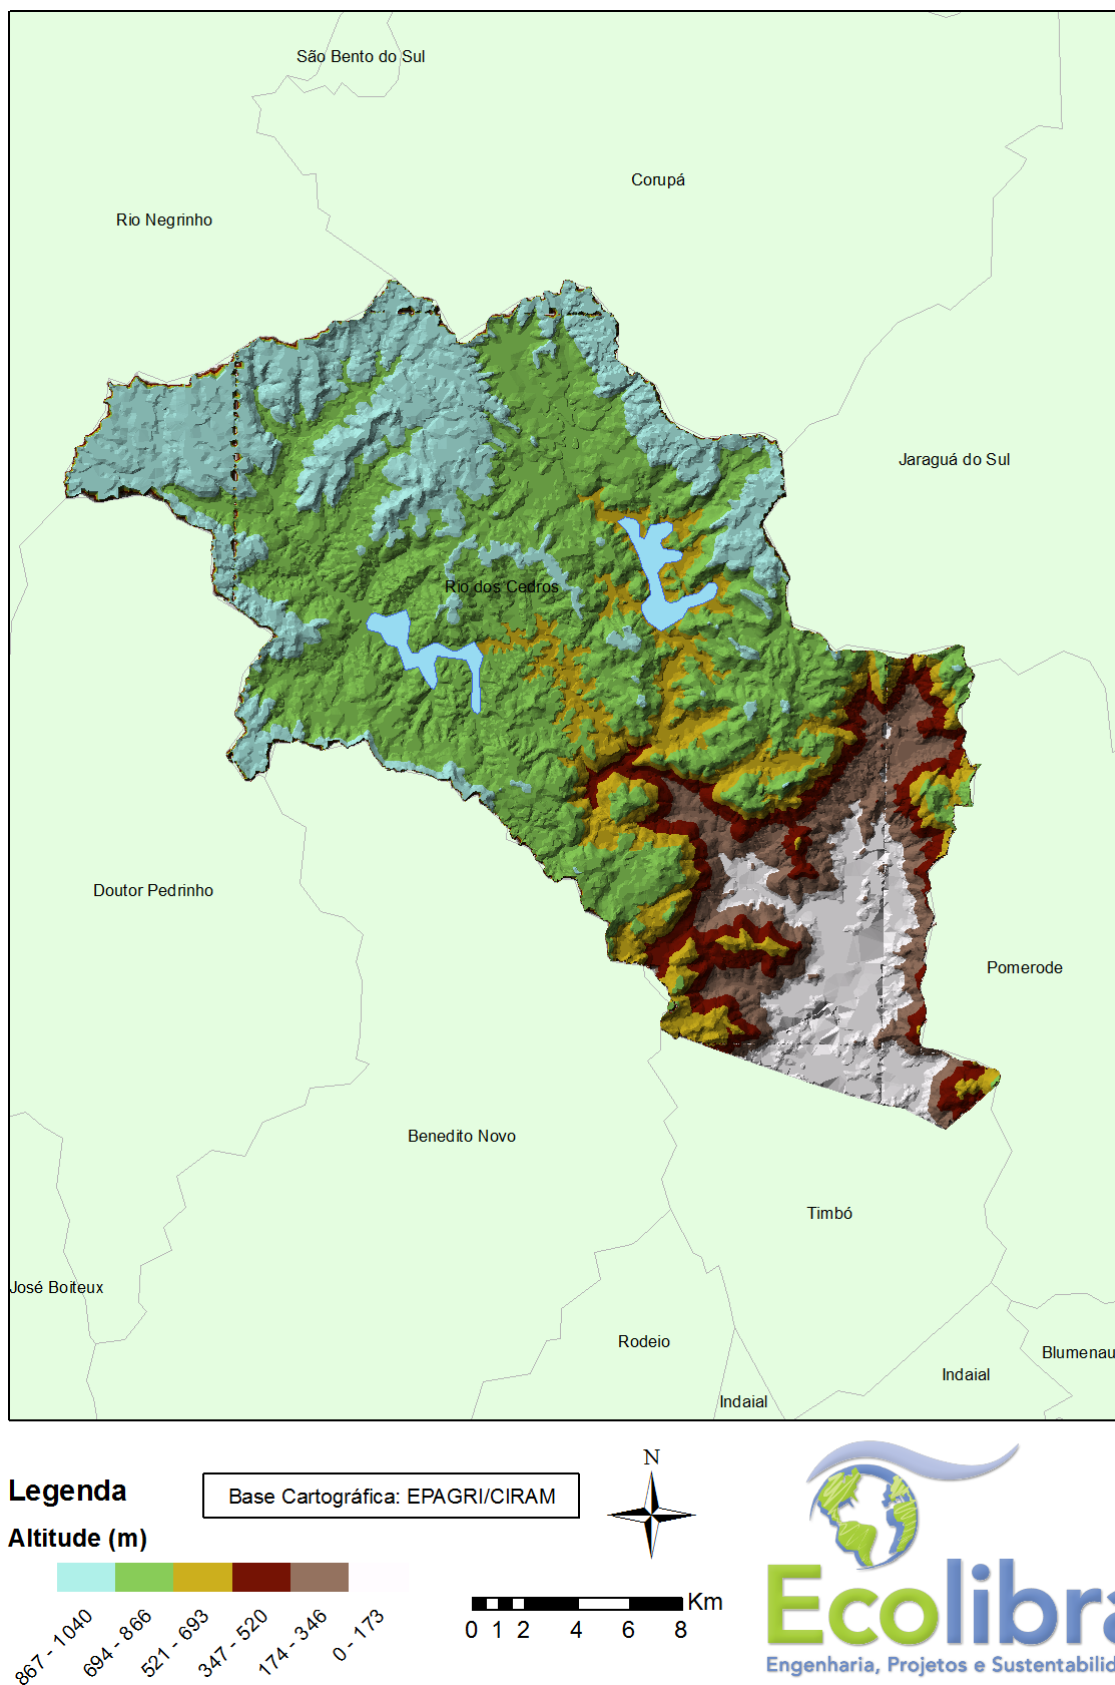 São Bento do Sul
Corupá
Rio Negrinho
Jaraguá do Sul
Rio dos Cedros
Doutor Pedrinho
Pomerode
Benedito Novo
Timbó
José Boiteux
Rodeio
Blumenau
Indaial
Indaial
N
Legenda
Base Cartográfica: EPAGRI/CIRAM
Altitude (m)
867 - 1040
694 - 866
521 - 693
347 - 520
174 - 346
0 - 173
Km
0 1 2 4 6 8
Ecolibra
Engenharia, Projetos e Sustentabilid